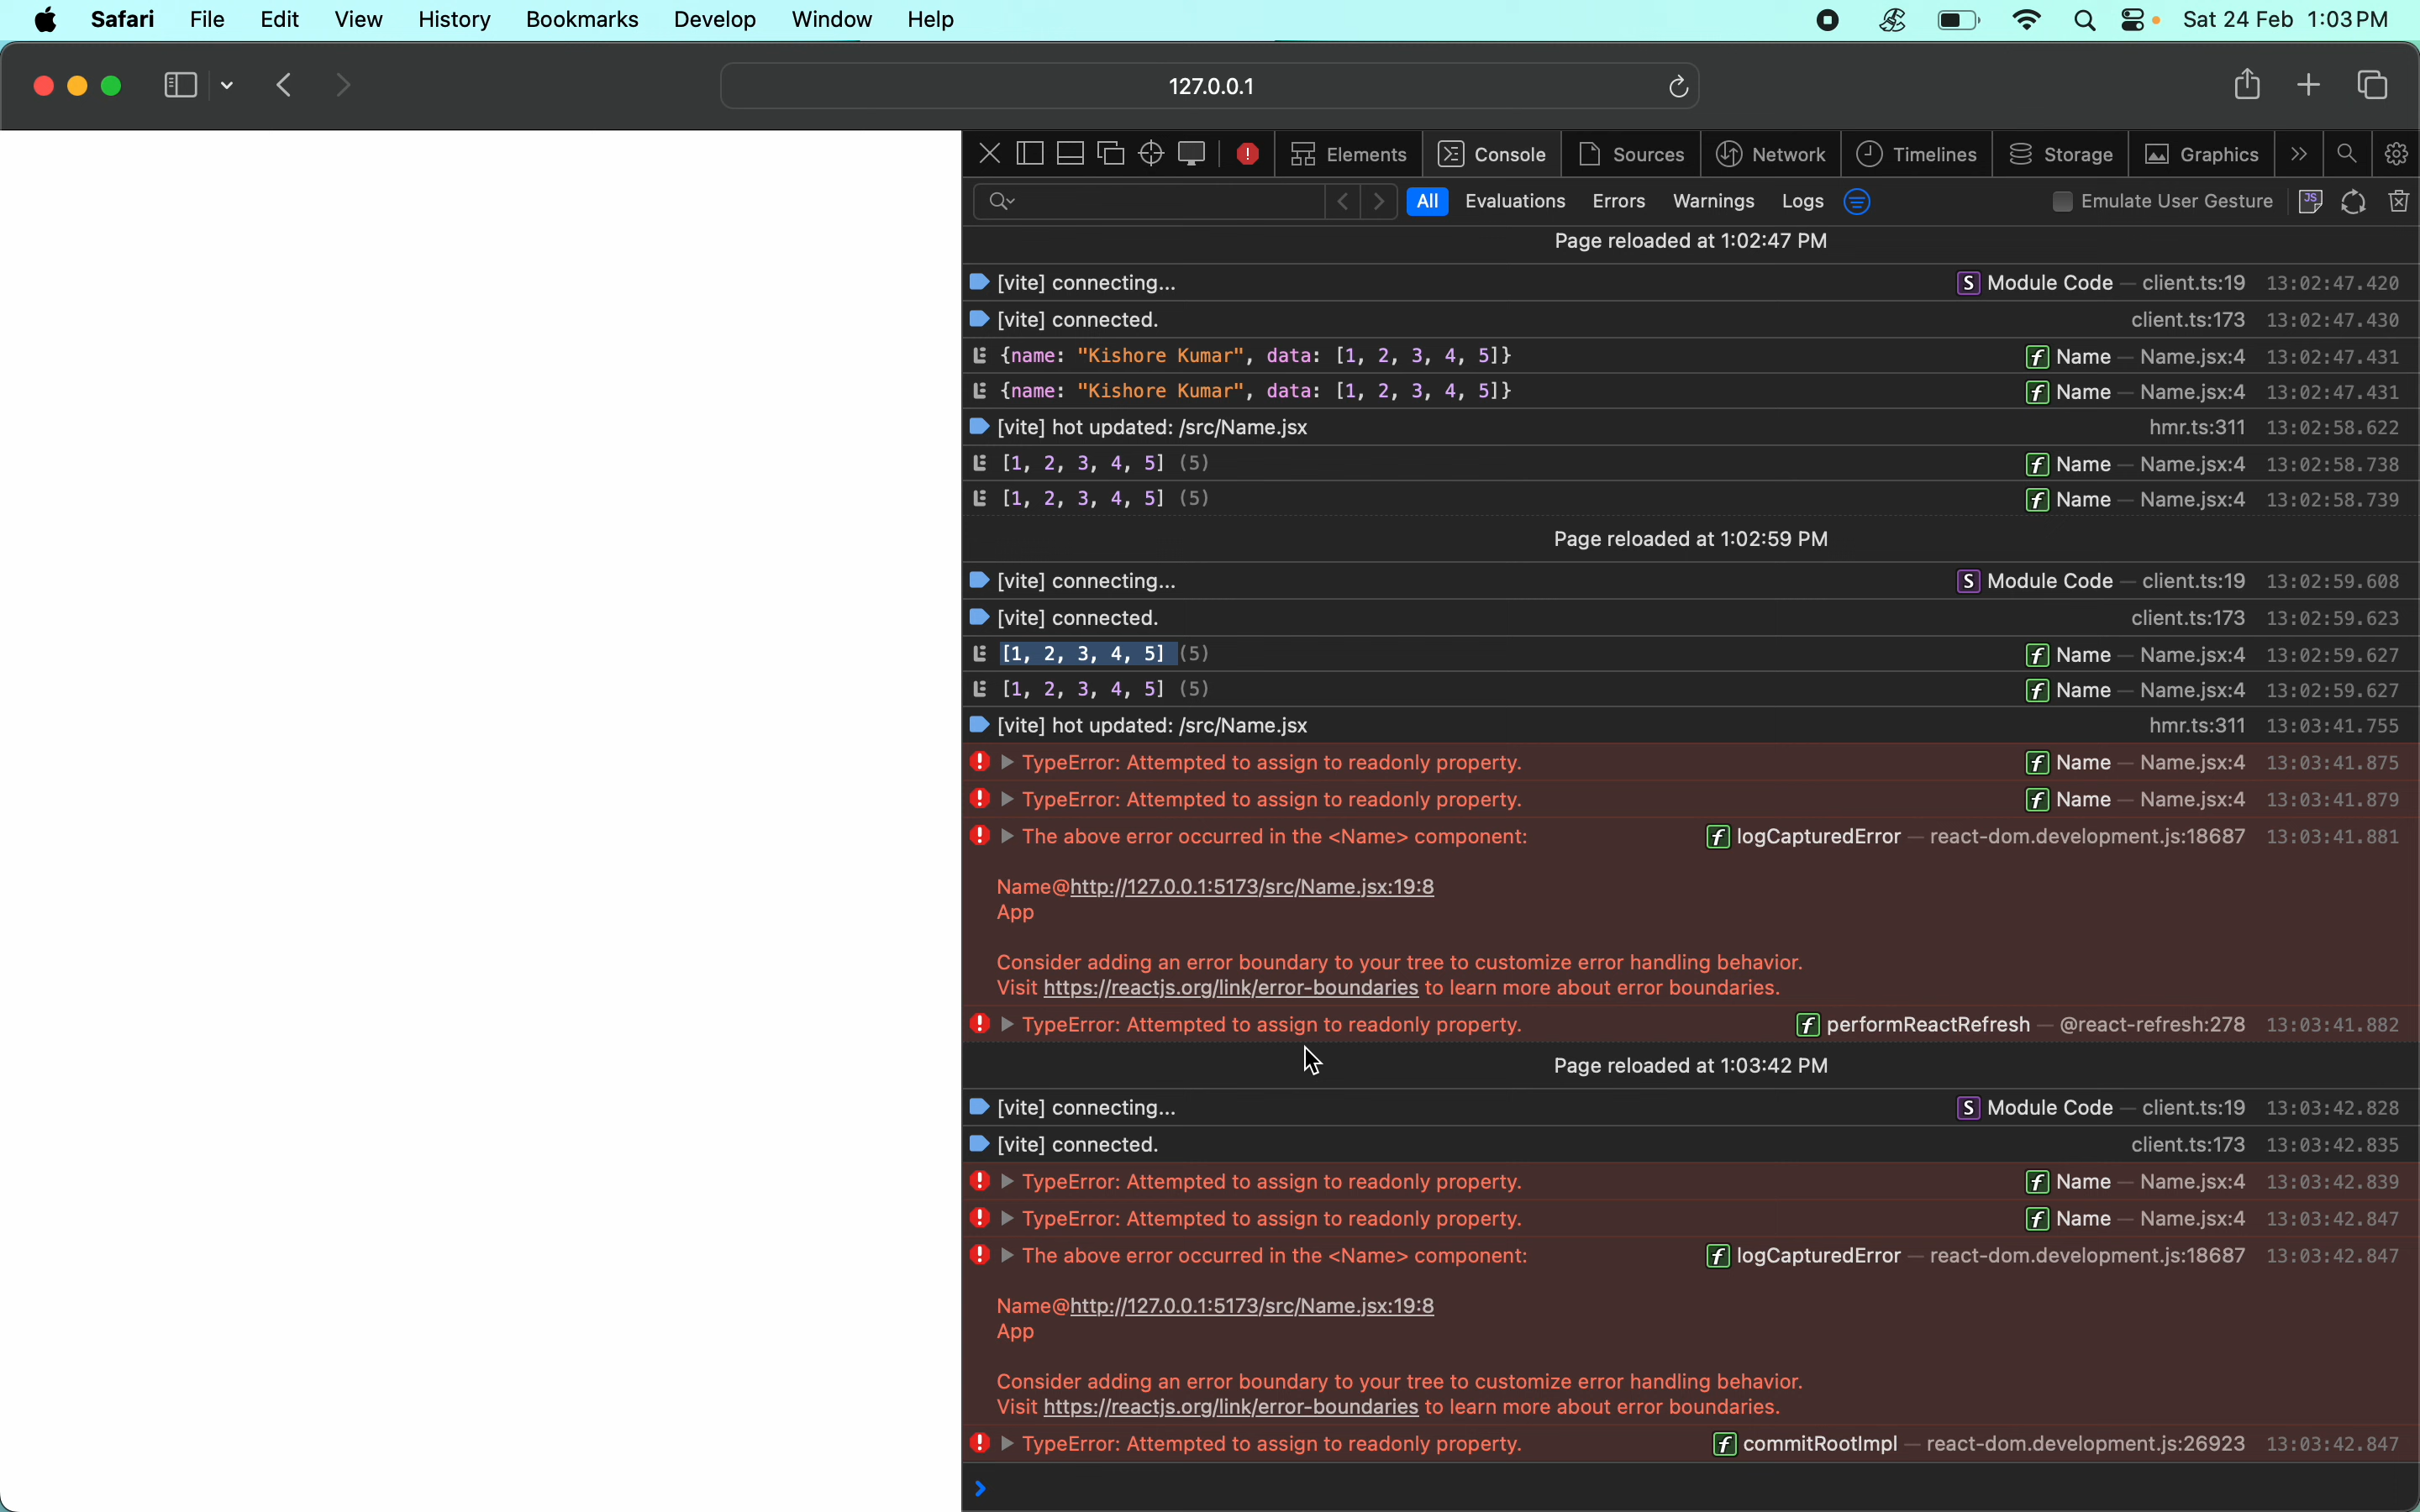 Safari File Edit View History Bookmarks Develop Window Help Sat 24 Feb 1:03 PM
127.0.0.1
Elements Console Sources Network Timelines Storage Graphics
All Evaluations Errors Warnings Logs Emulate User Gesture JS
Page reloaded at 1:02:47 PM
[vite] connecting... S Module Code — client.ts:19 13:02:47.420
[vite] connected. client.ts:173 13:02:47.430
{name: "Kishore Kumar", data: [1, 2, 3, 4, 5]} f Name — Name.jsx:4 13:02:47.431
{name: "Kishore Kumar", data: [1, 2, 3, 4, 5]} f Name — Name.jsx:4 13:02:47.431
[vite] hot updated: /src/Name.jsx hmr.ts:311 13:02:58.622
[1, 2, 3, 4, 5] (5) f Name — Name.jsx:4 13:02:58.738
[1, 2, 3, 4, 5] (5) f Name — Name.jsx:4 13:02:58.739
Page reloaded at 1:02:59 PM
[vite] connecting... S Module Code — client.ts:19 13:02:59.608
[vite] connected. client.ts:173 13:02:59.623
[1, 2, 3, 4, 5] (5) f Name — Name.jsx:4 13:02:59.627
[1, 2, 3, 4, 5] (5) f Name — Name.jsx:4 13:02:59.627
[vite] hot updated: /src/Name.jsx hmr.ts:311 13:03:41.755
TypeError: Attempted to assign to readonly property. f Name — Name.jsx:4 13:03:41.875
TypeError: Attempted to assign to readonly property. f Name — Name.jsx:4 13:03:41.879
The above error occurred in the <Name> component: f logCapturedError — react-dom.development.js:18687 13:03:41.881
Name@http://127.0.0.1:5173/src/Name.jsx:19:8
App
Consider adding an error boundary to your tree to customize error handling behavior.
Visit https://reactjs.org/link/error-boundaries to learn more about error boundaries.
TypeError: Attempted to assign to readonly property. f performReactRefresh — @react-refresh:278 13:03:41.882
Page reloaded at 1:03:42 PM
[vite] connecting... S Module Code — client.ts:19 13:03:42.828
[vite] connected. client.ts:173 13:03:42.835
TypeError: Attempted to assign to readonly property. f Name — Name.jsx:4 13:03:42.839
TypeError: Attempted to assign to readonly property. f Name — Name.jsx:4 13:03:42.847
The above error occurred in the <Name> component: f logCapturedError — react-dom.development.js:18687 13:03:42.847
Name@http://127.0.0.1:5173/src/Name.jsx:19:8
App
Consider adding an error boundary to your tree to customize error handling behavior.
Visit https://reactjs.org/link/error-boundaries to learn more about error boundaries.
TypeError: Attempted to assign to readonly property. f commitRootImpl — react-dom.development.js:26923 13:03:42.847